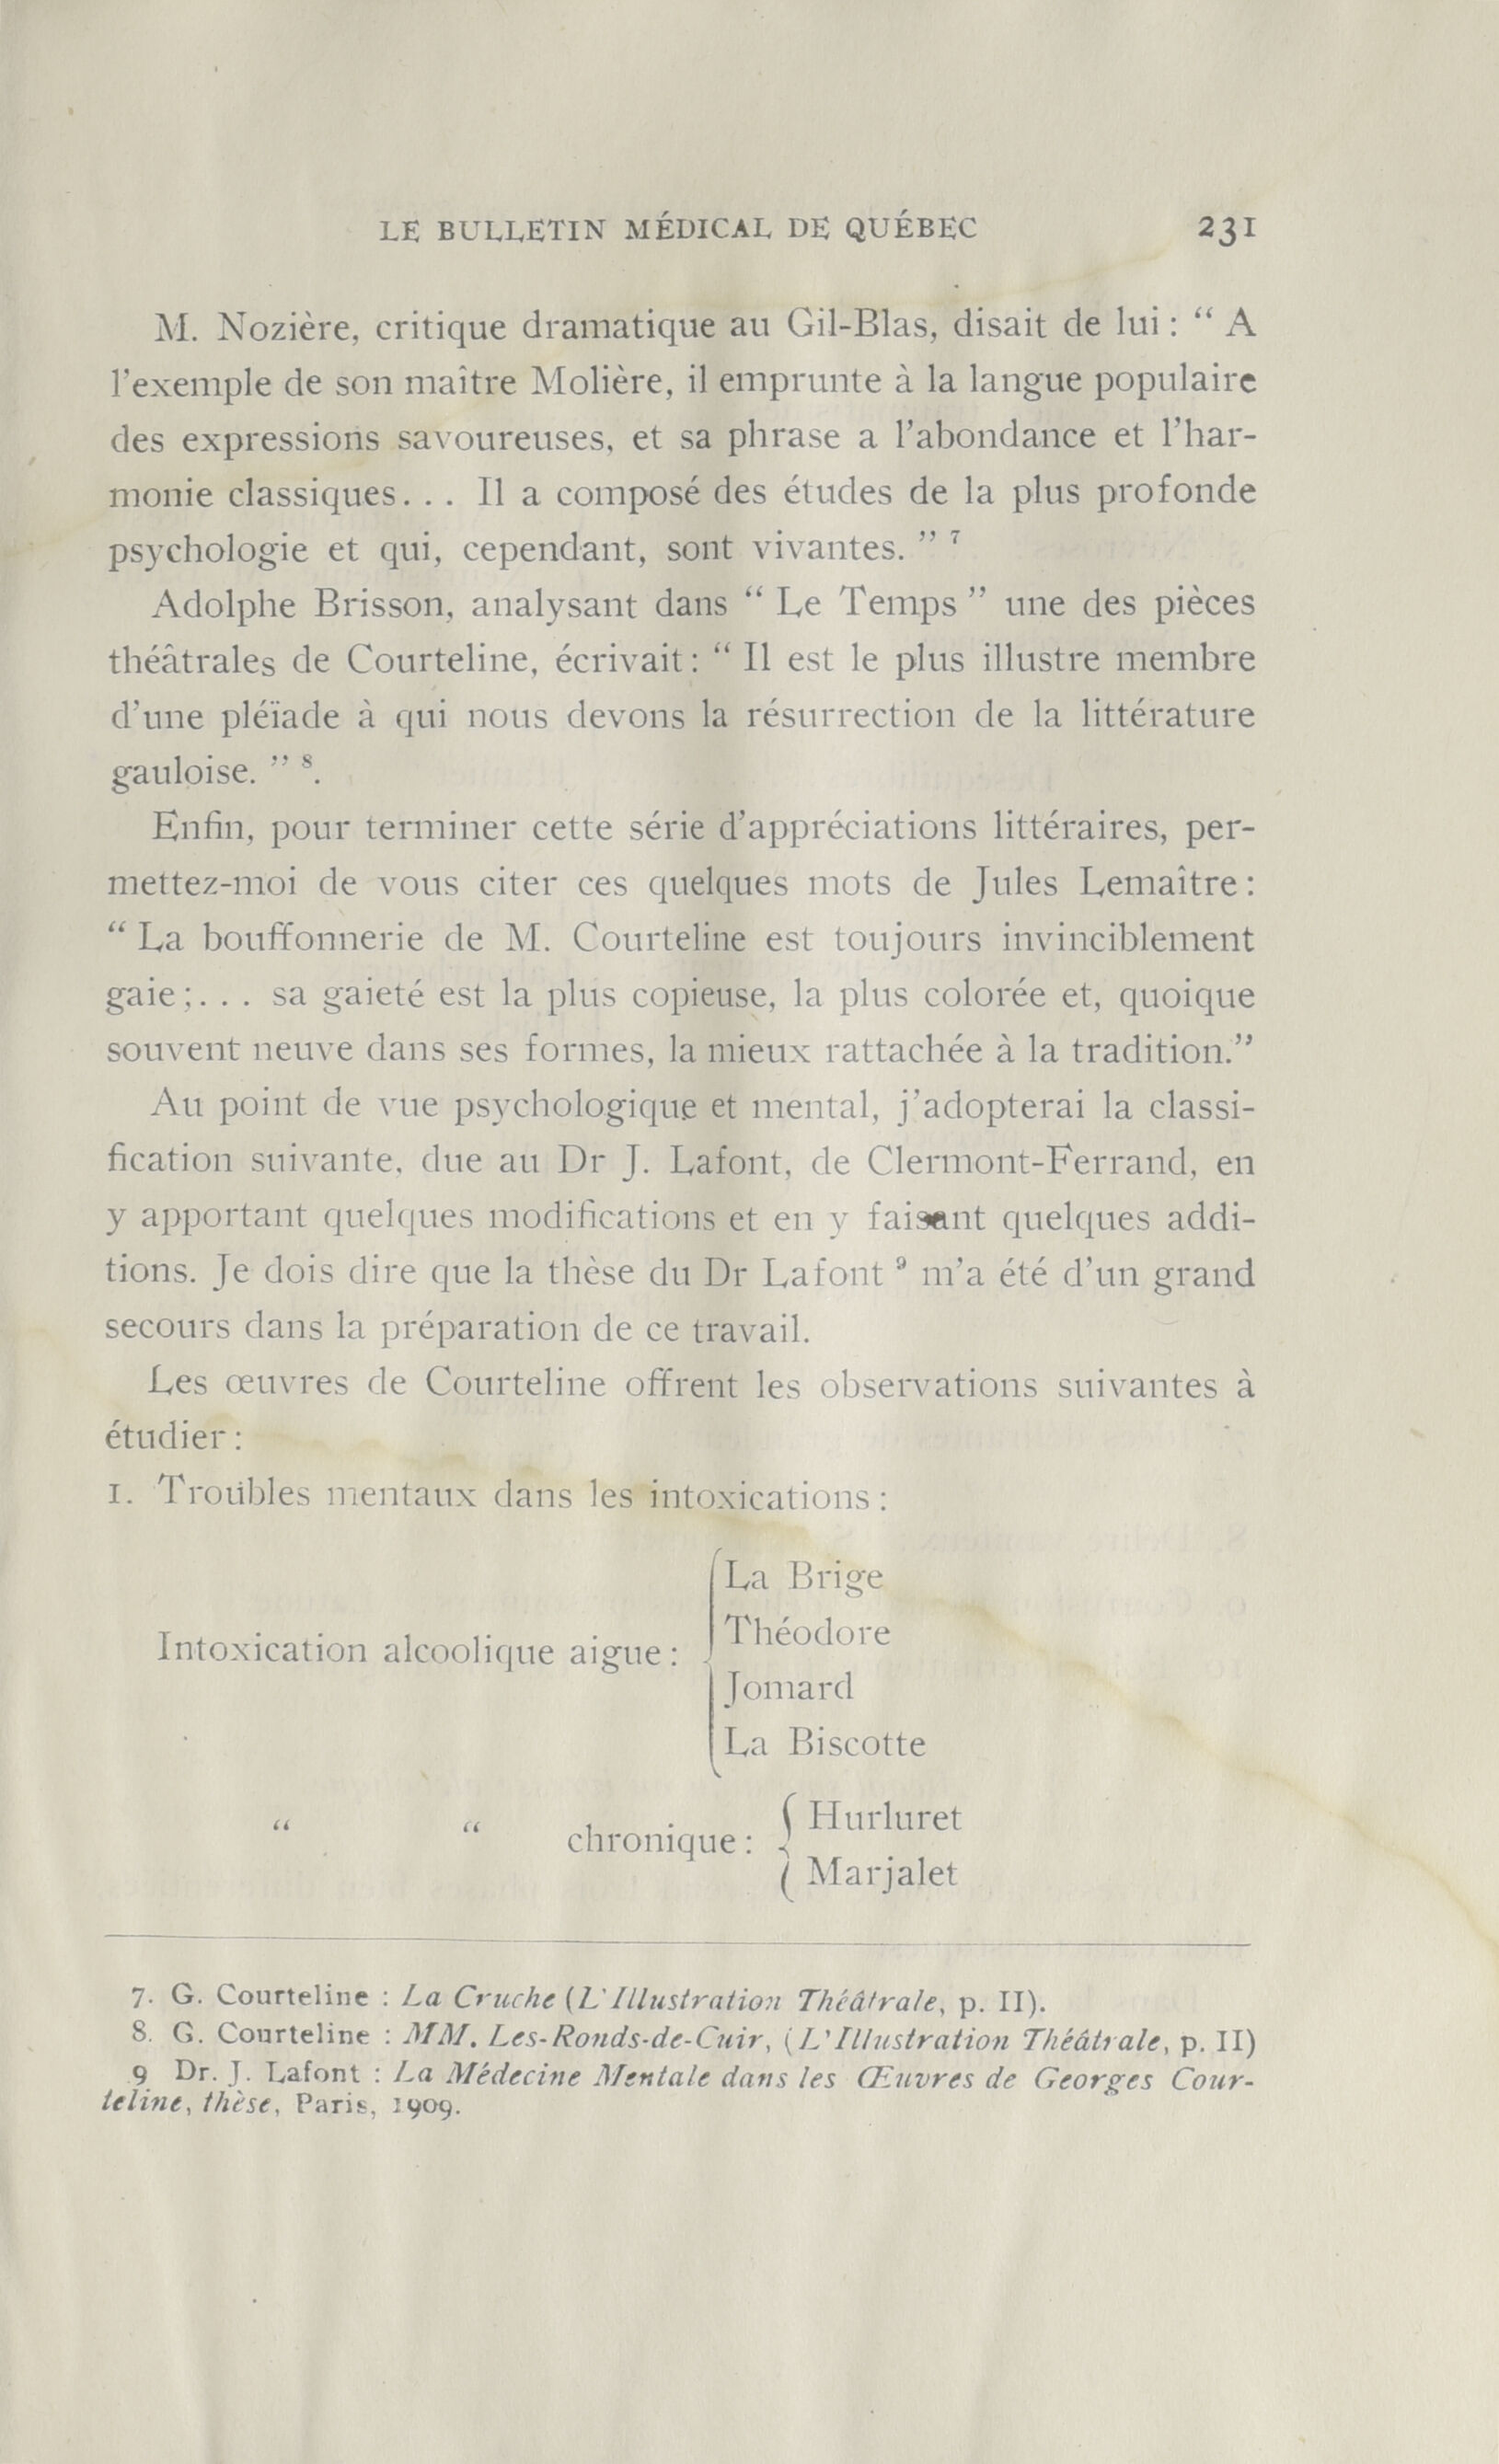 LE BULLETIN MÉDICAL DE QUÉBEC 231
M. Nozière, critique dramatique au Gil-Blas, disait de lui : “ A
l’exemple de son maître Molière, il emprunte à la langue populaire
des expressions savoureuses, et sa phrase a l’abondance et l’har-
monie classiques. . . Il a composé des études de la plus profonde
psychologie et qui, cependant, sont vivantes. ” 7
Adolphe Brisson, analysant dans “ Le Temps ” une des pièces
théâtrales de Courteline, écrivait : “ Il est le plus illustre membre
d’une pléïade à qui nous devons la résurrection de la littérature
gauloise. ” 8.
Enfin, pour terminer cette série d’appréciations littéraires, per-
mettez-moi de vous citer ces quelques mots de Jules Lemaître :
“ La bouffonnerie de M. Courteline est toujours invinciblement
gaie ;. . . sa gaieté est la plus copieuse, la plus colorée et, quoique
souvent neuve dans ses formes, la mieux rattachée à la tradition.”
Au point de vue psychologique et mental, j’adopterai la classi-
fication suivante, due au Dr J. Lafont, de Clermont-Ferrand, en
y apportant quelques modifications et en y faisant quelques addi-
tions. Je dois dire que la thèse du Dr Lafont 9 m’a été d’un grand
secours dans la préparation de ce travail.
Les œuvres de Courteline offrent les observations suivantes à
étudier :
1. Troubles mentaux dans les intoxications :
La Brige
Théodore
Intoxication alcoolique aigue :
Jomard
La Biscotte
Hurluret
“ “ chronique :
Marjalet
7. G. Courteline : La Cruche (L’Illustration Théâtrale, p. II).
8. G. Courteline : MM. Les-Ronds-de-Cuir, (L’Illustration Théâtrale, p. II)
9 Dr. J. Lafont : La Médecine Mentale dans les Œuvres de Georges Cour-
teline, thèse, Paris, 1909.